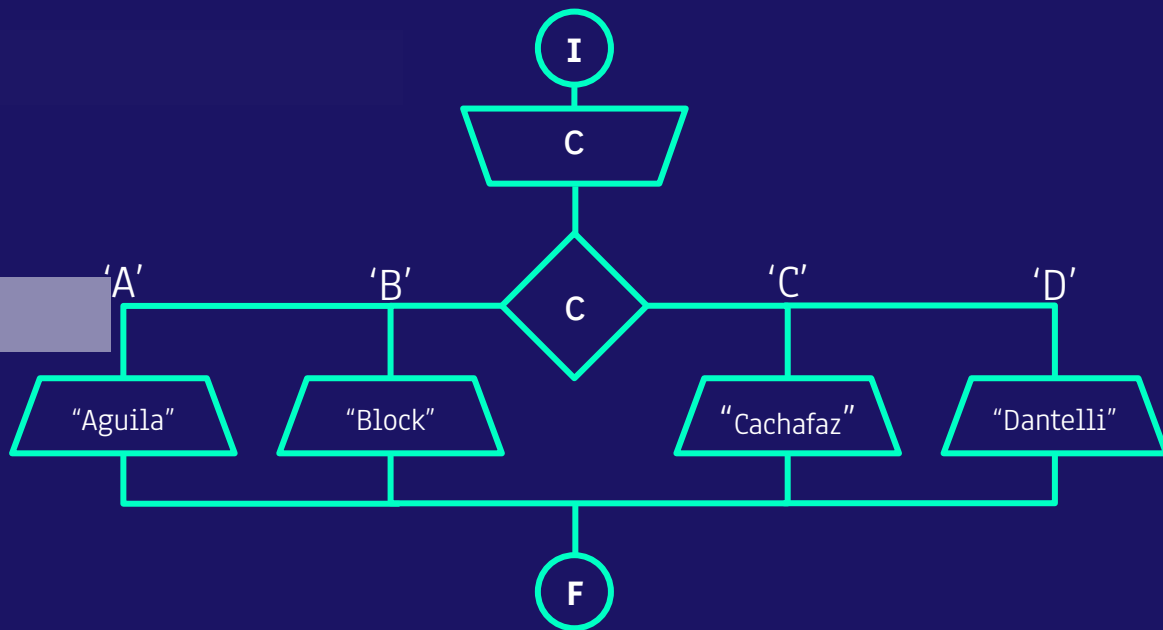 I
C
‘A’ ‘B’ C ‘C’ ‘D’
“Aguila” “Block” “Cachafaz” “Dantelli”
F